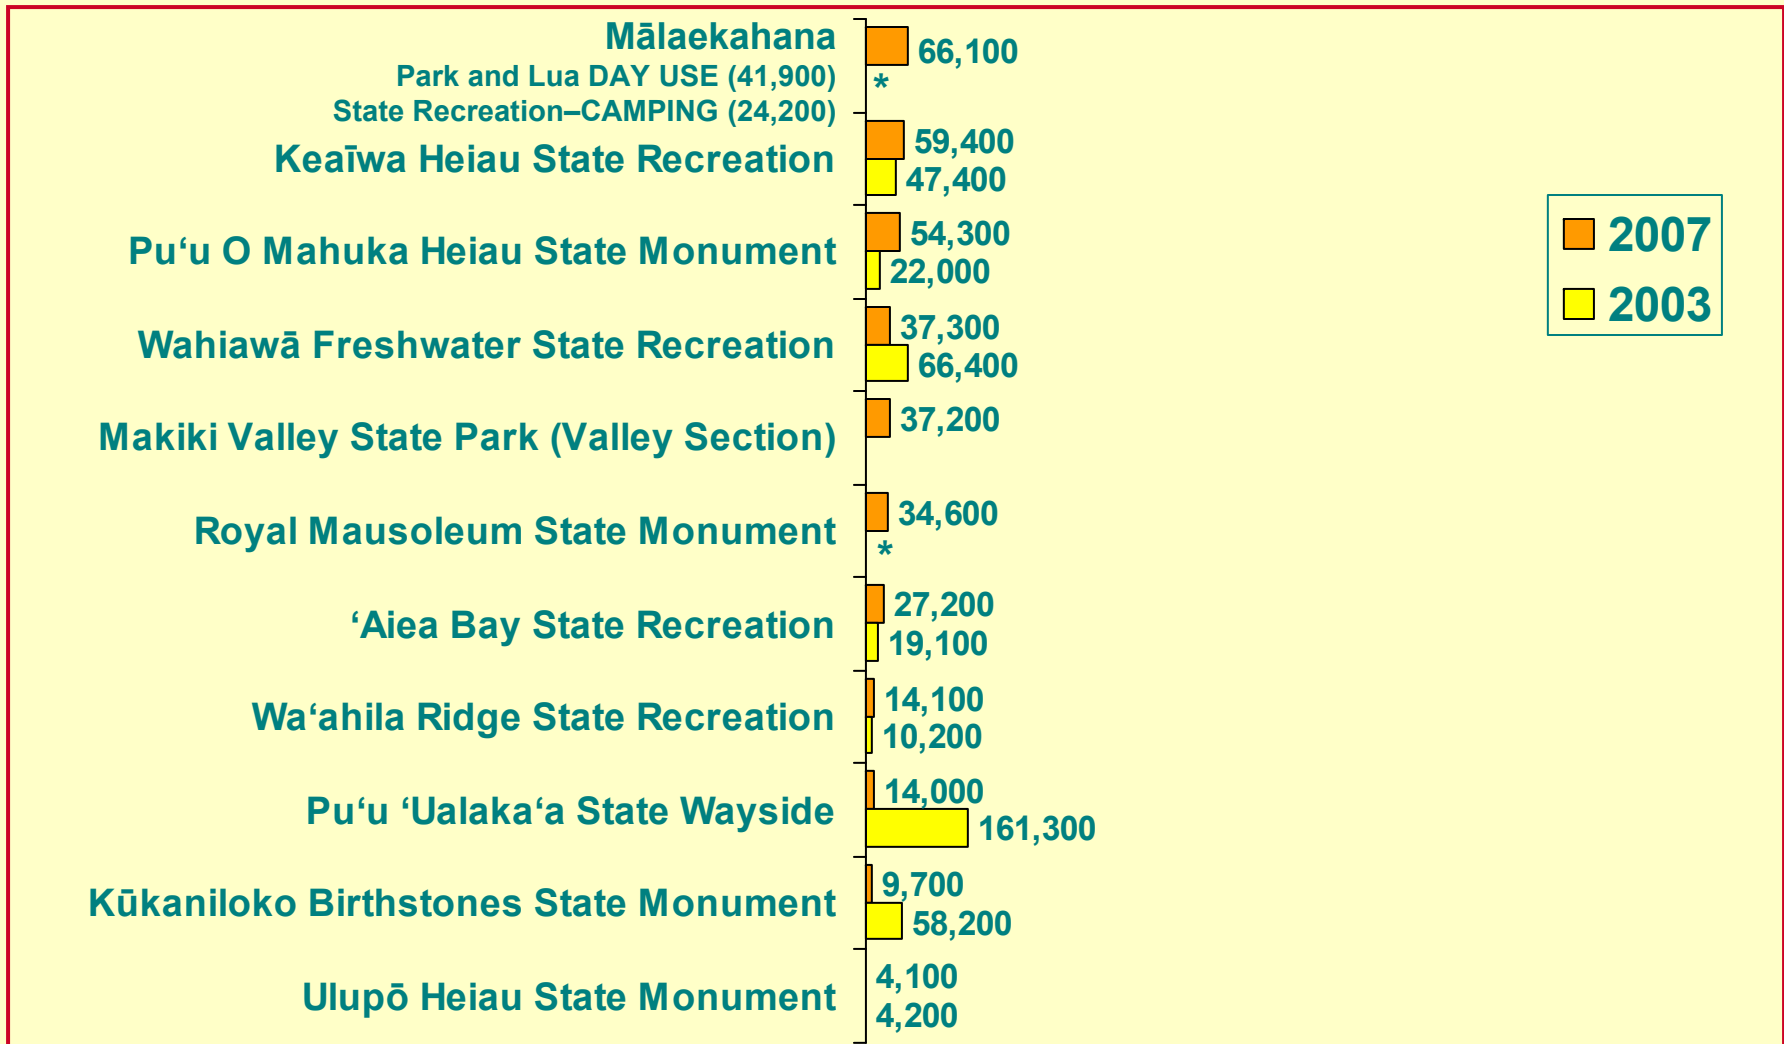 Mālaekahana
66,100
Park and Lua DAY USE (41,900)
*
State Recreation–CAMPING (24,200)
Keaīwa Heiau State Recreation
59,400
47,400
Pu‘u O Mahuka Heiau State Monument
54,300
22,000
Wahiawā Freshwater State Recreation
37,300
66,400
Makiki Valley State Park (Valley Section)
37,200
Royal Mausoleum State Monument
34,600
*
‘Aiea Bay State Recreation
27,200
19,100
Wa‘ahila Ridge State Recreation
14,100
10,200
Pu‘u ‘Ualaka‘a State Wayside
14,000
161,300
Kūkaniloko Birthstones State Monument
9,700
58,200
Ulupō Heiau State Monument
4,100
4,200
2007
2003